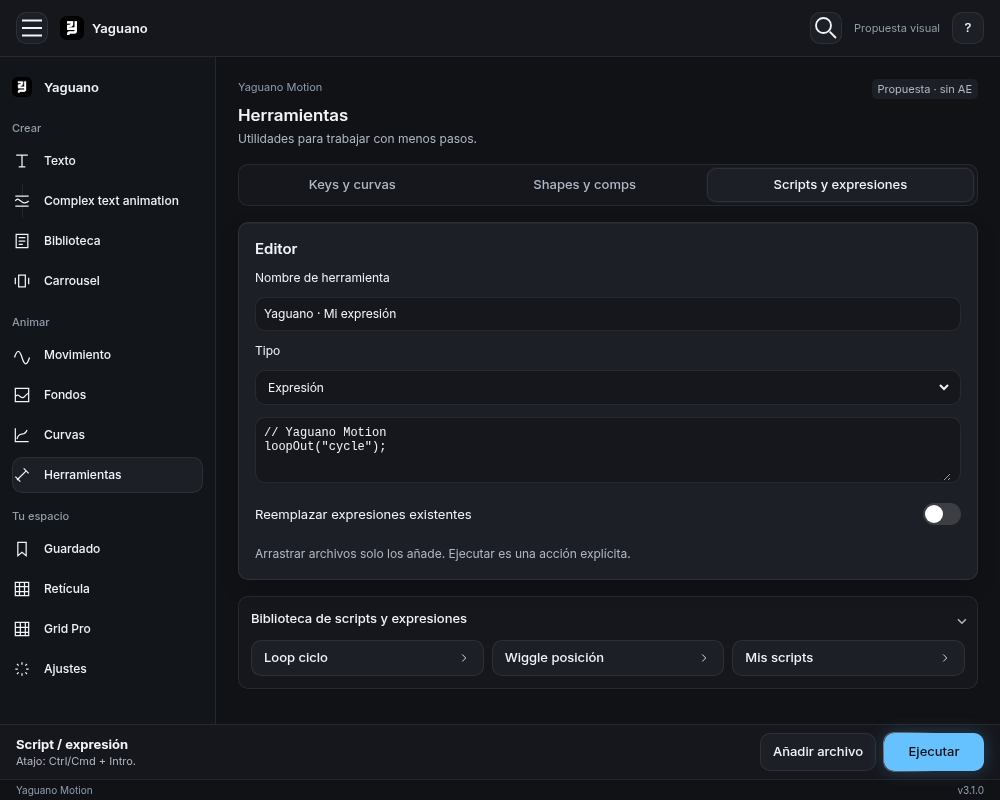 Yaguano
Propuesta visual
?
Yaguano
Crear
Texto
Complex text animation
Biblioteca
Carrousel
Animar
Movimiento
Fondos
Curvas
Herramientas
Tu espacio
Guardado
Retícula
Grid Pro
Ajustes
Yaguano Motion
Propuesta · sin AE
Herramientas
Utilidades para trabajar con menos pasos.
Keys y curvas
Shapes y comps
Scripts y expresiones
Editor
Nombre de herramienta
Yaguano · Mi expresión
Tipo
Expresión
// Yaguano Motion
loopOut("cycle");
Reemplazar expresiones existentes
Arrastrar archivos solo los añade. Ejecutar es una acción explícita.
Biblioteca de scripts y expresiones
Loop ciclo
Wiggle posición
Mis scripts
Script / expresión
Atajo: Ctrl/Cmd + Intro.
Añadir archivo
Ejecutar
Yaguano Motion
v3.1.0